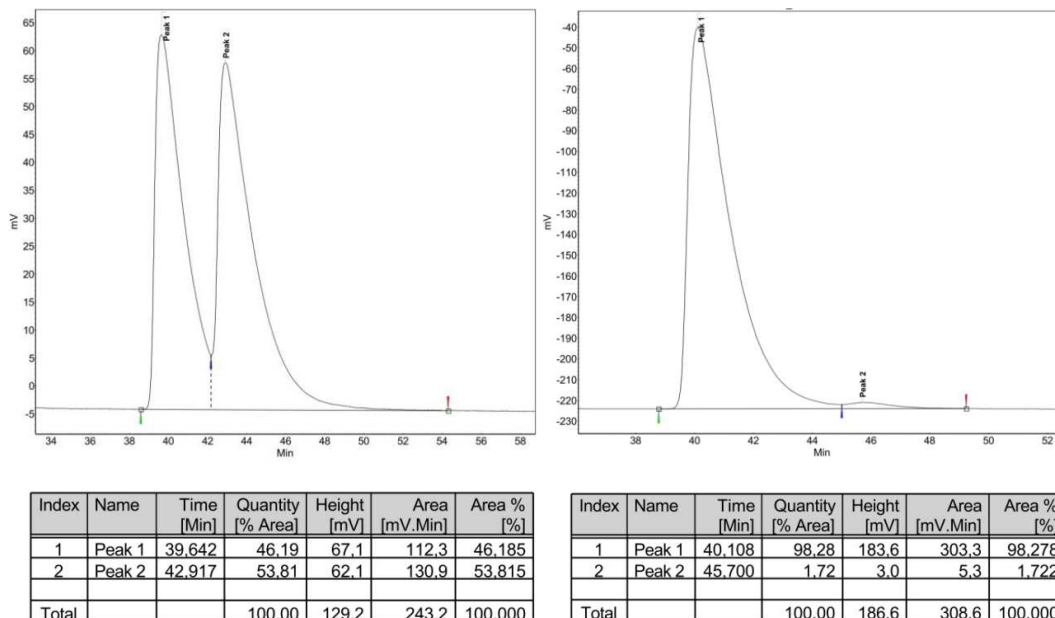 65
60
55
50
45
40
35
30
25
20
15
10
5
0
-5
mV
Peak 1
Peak 2
34 36 38 40 42 44 46 48 50 52 54 56 58
Min
-40
-50
-60
-70
-80
-90
-100
-110
-120
-130
-140
-150
-160
-170
-180
-190
-200
-210
-220
-230
mV
Peak 1
Peak 2
38 40 42 44 46 48 50 52
Min
Index Name Time Quantity Height Area Area %
[Min] [% Area] [mV] [mV.Min] [%]
1 Peak 1 39,642 46,19 67,1 112,3 46,185
2 Peak 2 42,917 53,81 62,1 130,9 53,815
Total 100,00 129,2 243,2 100,000
Index Name Time Quantity Height Area Area %
[Min] [% Area] [mV] [mV.Min] [%]
1 Peak 1 40,108 98,28 183,6 303,3 98,278
2 Peak 2 45,700 1,72 3,0 5,3 1,722
Total 100,00 186,6 308,6 100,000